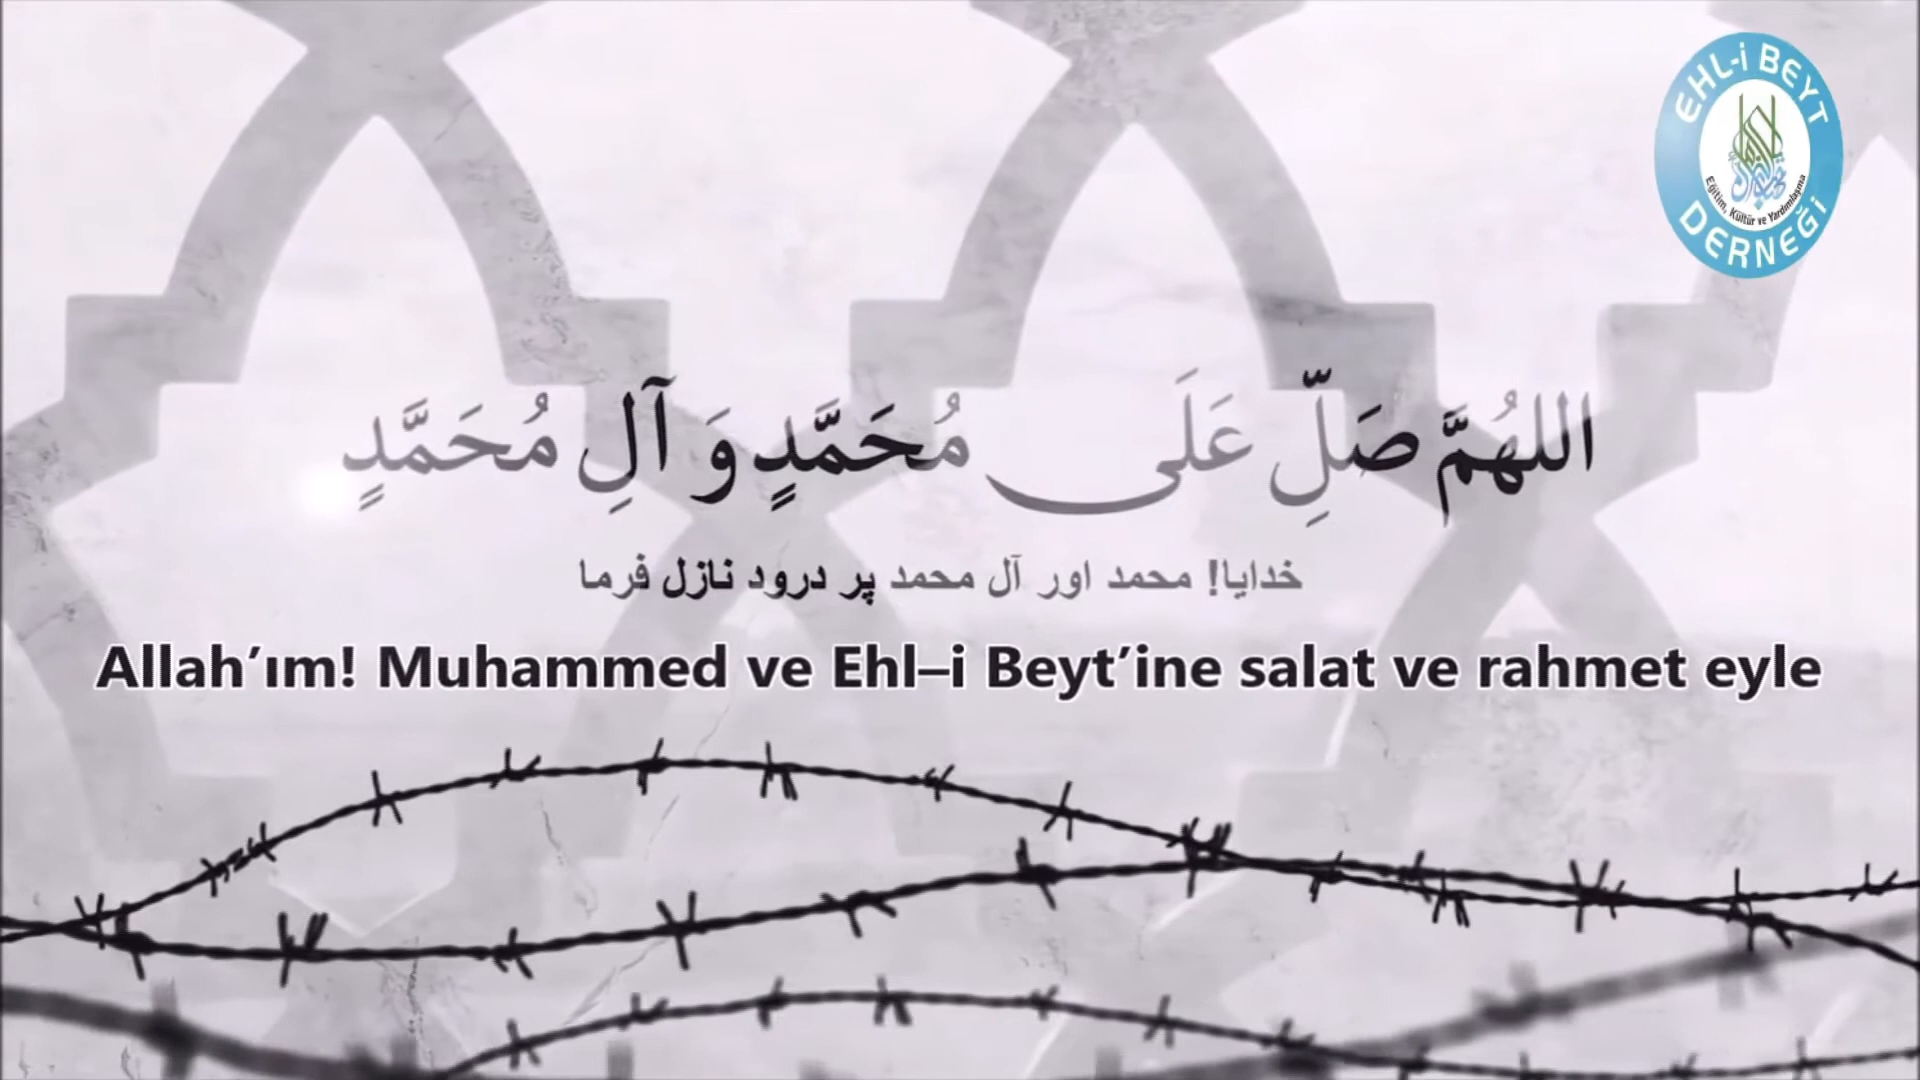 EHL-İ BEYT
Eğitim, Kültür ve Yardımlaşma
DERNEĞİ
اللهُمَّ صَلِّ عَلَى مُحَمَّدٍ وَ آلِ مُحَمَّدٍ
خدایا! محمد اور آل محمد پر درود نازل فرما
Allah’ım! Muhammed ve Ehl–i Beyt’ine salat ve rahmet eyle